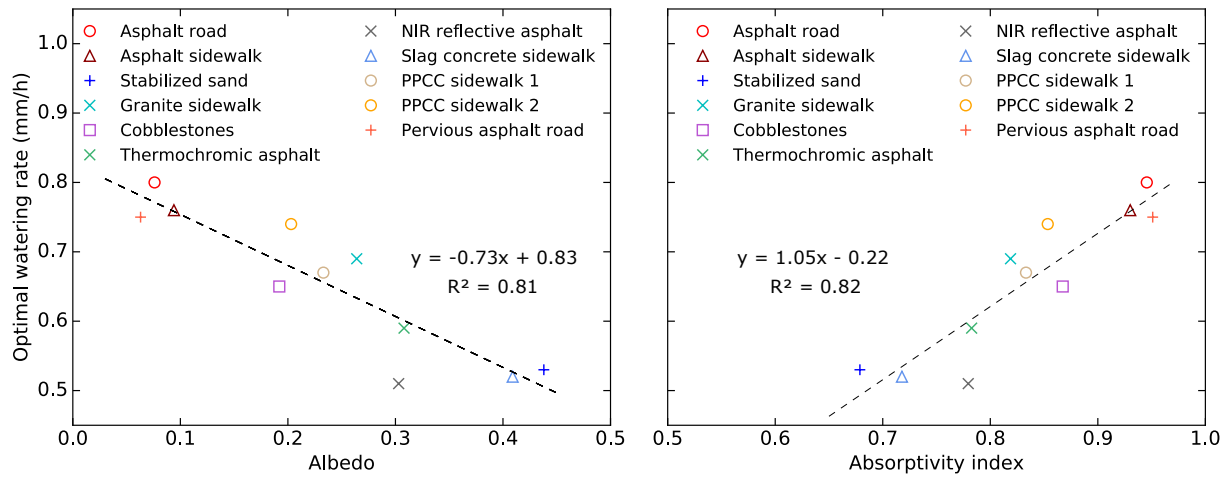 Optimal watering rate (mm/h)
1.0
0.9
0.8
0.7
0.6
0.5
Asphalt road
Asphalt sidewalk
Stabilized sand
Granite sidewalk
Cobblestones
Thermochromic asphalt
NIR reflective asphalt
Slag concrete sidewalk
PPCC sidewalk 1
PPCC sidewalk 2
Pervious asphalt road
y = -0.73x + 0.83
R² = 0.81
0.0 0.1 0.2 0.3 0.4 0.5
Albedo
Asphalt road
Asphalt sidewalk
Stabilized sand
Granite sidewalk
Cobblestones
Thermochromic asphalt
NIR reflective asphalt
Slag concrete sidewalk
PPCC sidewalk 1
PPCC sidewalk 2
Pervious asphalt road
y = 1.05x - 0.22
R² = 0.82
0.5 0.6 0.7 0.8 0.9 1.0
Absorptivity index